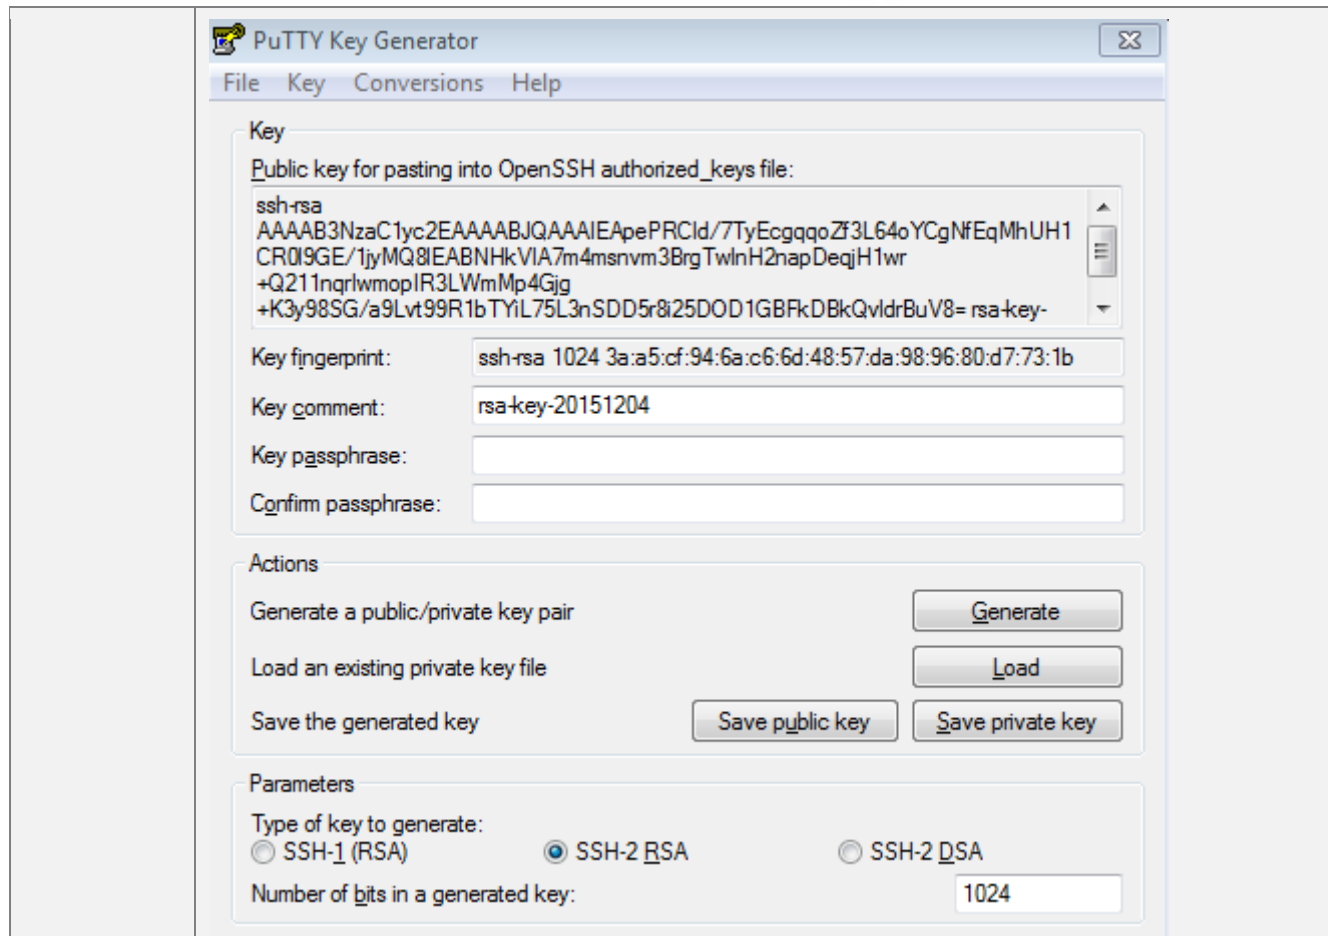 PuTTY Key Generator
File Key Conversions Help
Key
Public key for pasting into OpenSSH authorized_keys file:
ssh-rsa
AAAAB3NzaC1yc2EAAAABJQAAAIEApePRCld/7TyEcgqqoZf3L64oYCgNfEqMhUH1
CR0l9GE/1jyMQ8lEABNHkVIA7m4msnvm3BrgTwlnH2napDeqjH1wr
+Q211nqrlwmopIR3LWmMp4Gjg
+K3y98SG/a9Lvt99R1bTYiL75L3nSDD5r8i25DOD1GBFkDBkQvldrBuV8= rsa-key-
Key fingerprint: ssh-rsa 1024 3a:a5:cf:94:6a:c6:6d:48:57:da:98:96:80:d7:73:1b
Key comment: rsa-key-20151204
Key passphrase:
Confirm passphrase:
Actions
Generate a public/private key pair Generate
Load an existing private key file Load
Save the generated key Save public key Save private key
Parameters
Type of key to generate:
SSH-1 (RSA) SSH-2 RSA SSH-2 DSA
Number of bits in a generated key: 1024